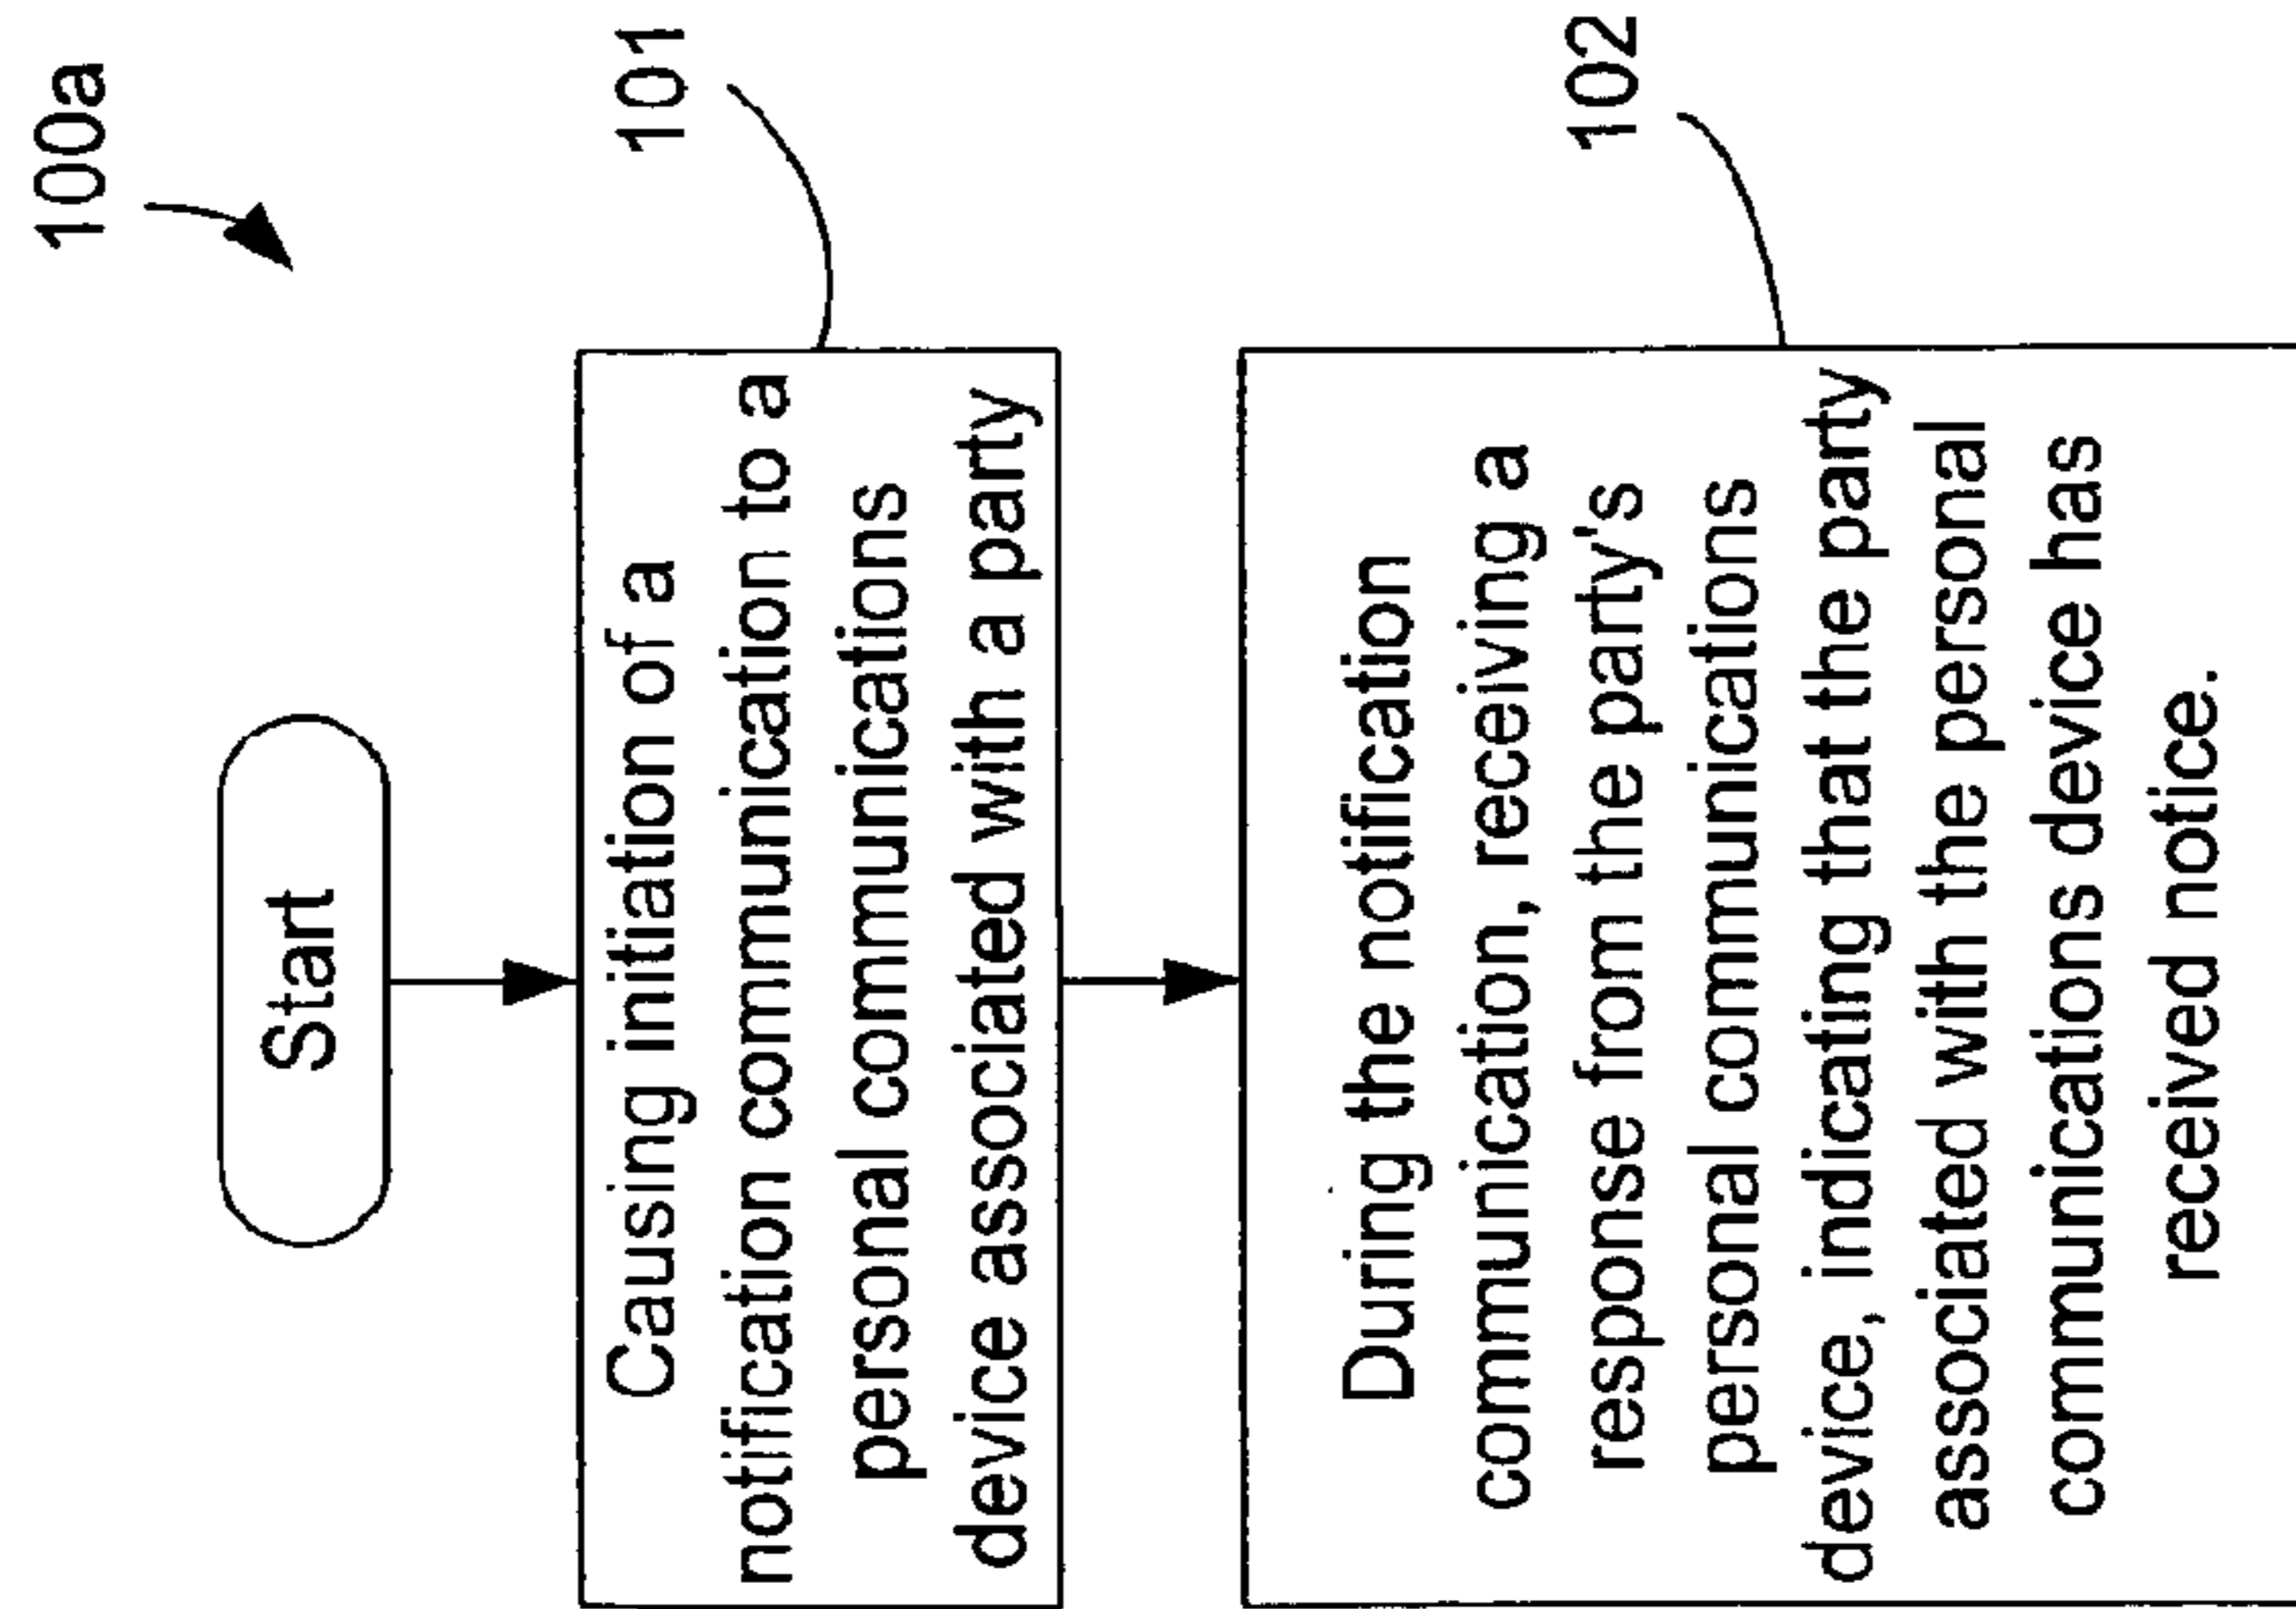 100a
Start
101
Causing initiation of a
notification communication to a
personal communications
device associated with a party
102
During the notification
communication, receiving a
response from the party's
personal communications
device, indicating that the party
associated with the personal
communications device has
received notice.